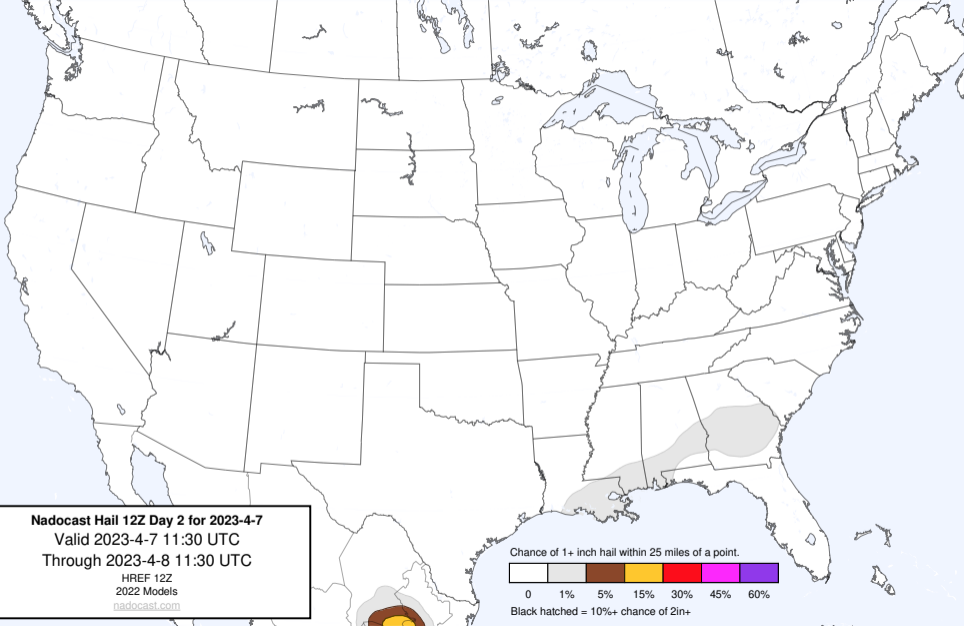 Nadocast Hail 12Z Day 2 for 2023-4-7
Valid 2023-4-7 11:30 UTC
Through 2023-4-8 11:30 UTC
HREF 12Z
2022 Models
nadocast.com
Chance of 1+ inch hail within 25 miles of a point.
0 1% 5% 15% 30% 45% 60%
Black hatched = 10%+ chance of 2in+